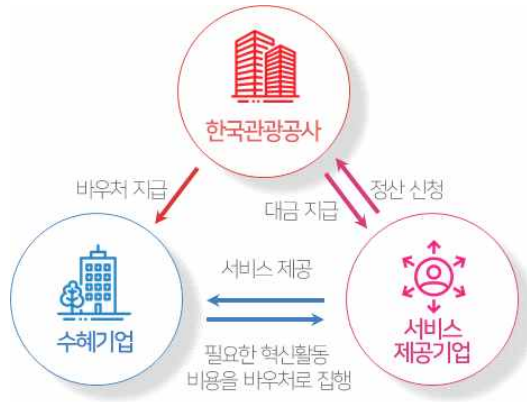 한국관광공사
바우처 지급
대금 지급
정산 신청
서비스 제공
수혜기업
서비스
제공기업
필요한 혁신활동
비용을 바우처로 집행